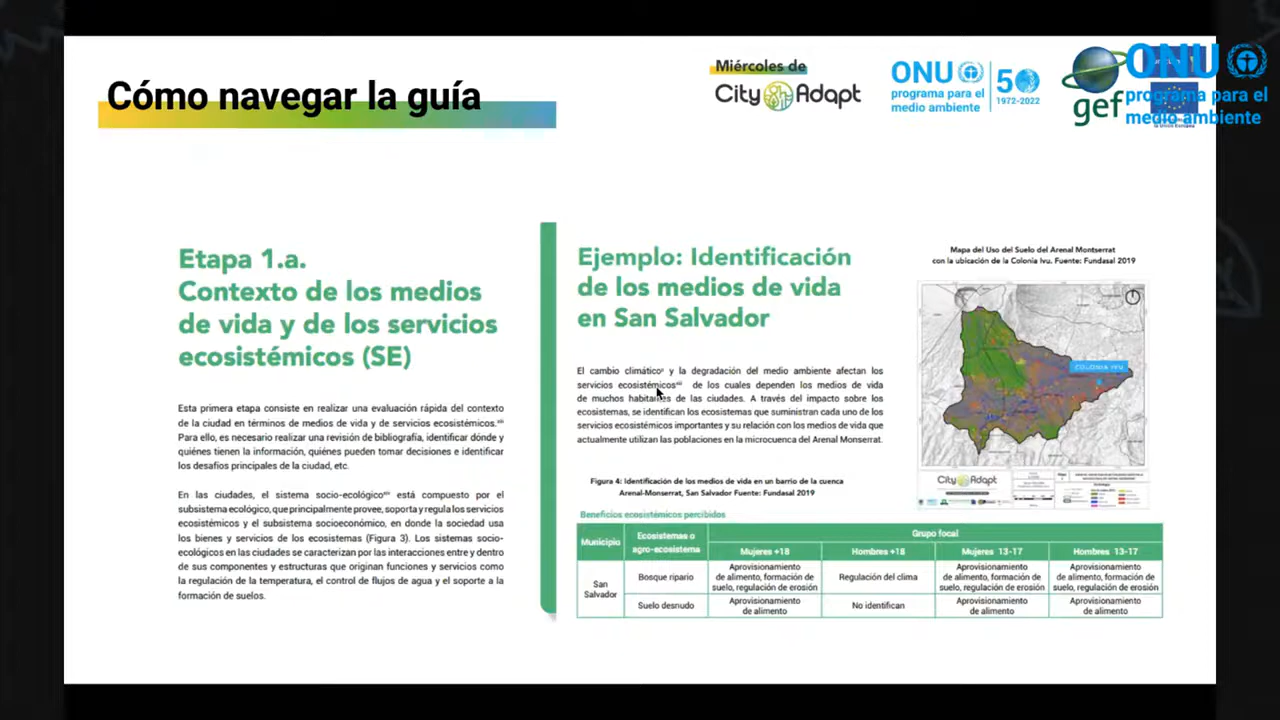 Cómo navegar la guía
Miércoles de
City Adapt
ONU
programa para el
medio ambiente
50
1972-2022
gef
ONU
programa para el
medio ambiente
la Unión Europea
Etapa 1.a.
Contexto de los medios
de vida y de los servicios
ecosistémicos (SE)
Esta primera etapa consiste en realizar una evaluación rápida del contexto
de la ciudad en términos de medios de vida y de servicios ecosistémicos.
Para ello, es necesario realizar una revisión de bibliografía, identificar dónde y
quiénes tienen la información, quiénes pueden tomar decisiones e identificar
los desafíos principales de la ciudad, etc.
En las ciudades, el sistema socio-ecológico está compuesto por el
subsistema ecológico, que principalmente provee, soporta y regula los servicios
ecosistémicos y el subsistema socioeconómico, en donde la sociedad usa
los bienes y servicios de los ecosistemas (Figura 3). Los sistemas socio-
ecológicos en las ciudades se caracterizan por las interacciones entre y dentro
de sus componentes y estructuras que originan funciones y servicios como
la regulación de la temperatura, el control de flujos de agua y el soporte a la
formación de suelos.
Ejemplo: Identificación
de los medios de vida
en San Salvador
El cambio climático y la degradación del medio ambiente afectan los
servicios ecosistémicos de los cuales dependen los medios de vida
de muchos habitantes de las ciudades. A través del impacto sobre los
ecosistemas, se identifican los ecosistemas que suministran cada uno de los
servicios ecosistémicos importantes y su relación con los medios de vida que
actualmente utilizan las poblaciones en la microcuenca del Arenal Monserrat.
Mapa del Uso del Suelo del Arenal Montserrat
con la ubicación de la Colonia Ivu. Fuente: Fundasal 2019
COLONIA IVU
City Adapt
Figura 4: Identificación de los medios de vida en un barrio de la cuenca
Arenal-Monserrat, San Salvador Fuente: Fundasal 2019
Beneficios ecosistémicos percibidos
Municipio
Ecosistemas o
agro-ecosistema
Grupo focal
Mujeres +18
Hombres +18
Mujeres 13-17
Hombres 13-17
San
Salvador
Bosque ripario
Aprovisionamiento
de alimento, formación de
suelo, regulación de erosión
Regulación del clima
Aprovisionamiento
de alimento, formación de
suelo, regulación de erosión
Aprovisionamiento
de alimento, formación de
suelo, regulación de erosión
Suelo desnudo
Aprovisionamiento
de alimento
No identifican
Aprovisionamiento
de alimento
Aprovisionamiento
de alimento